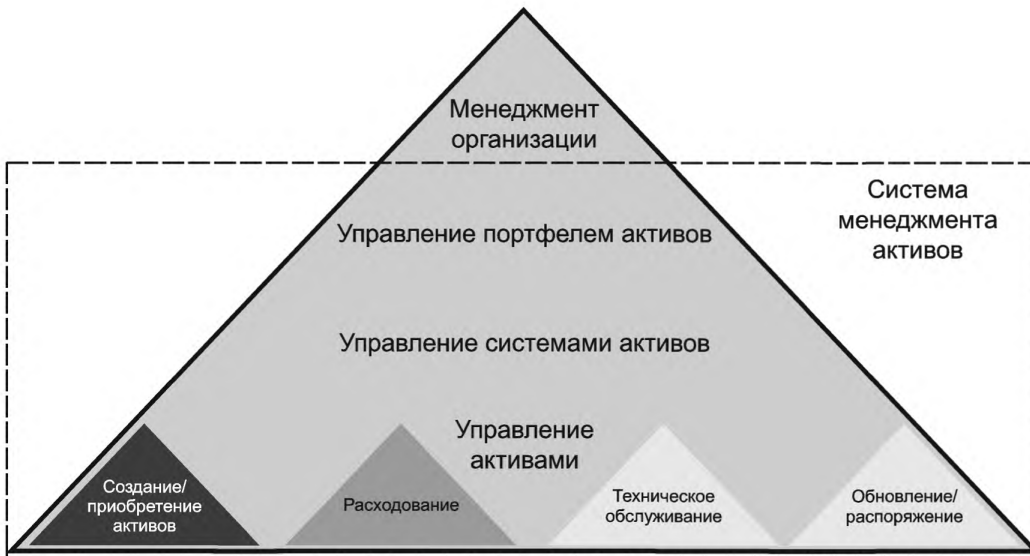 Менеджмент
организации
Система
менеджмента
активов
Управление портфелем активов
Управление системами активов
Управление
активами
Создание/
приобретение
активов
Расходование
Техническое
обслуживание
Обновление/
распоряжение